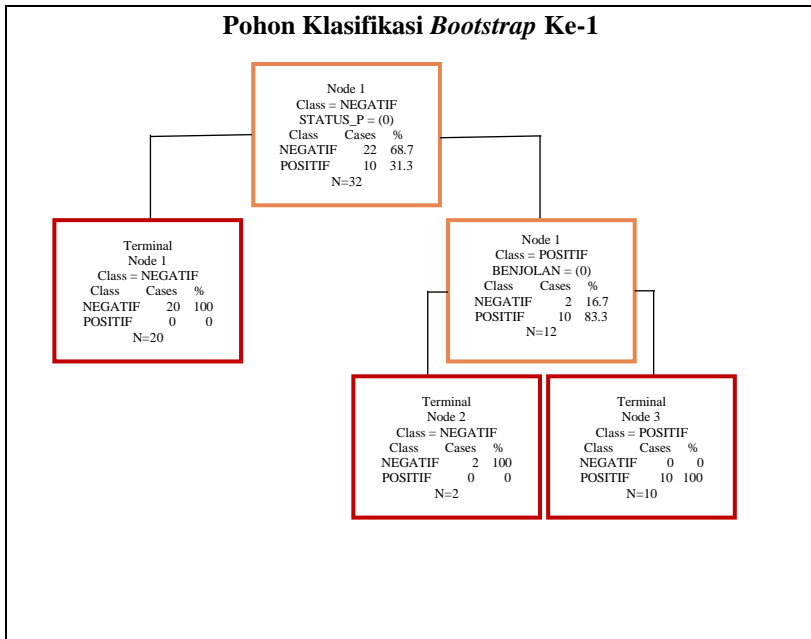 Pohon Klasifikasi Bootstrap Ke-1
Node 1
Class = NEGATIF
STATUS_P = (0)
Class Cases %
NEGATIF 22 68.7
POSITIF 10 31.3
N=32
Terminal
Node 1
Class = NEGATIF
Class Cases %
NEGATIF 20 100
POSITIF 0 0
N=20
Node 1
Class = POSITIF
BENJOLAN = (0)
Class Cases %
NEGATIF 2 16.7
POSITIF 10 83.3
N=12
Terminal
Node 2
Class = NEGATIF
Class Cases %
NEGATIF 2 100
POSITIF 0 0
N=2
Terminal
Node 3
Class = POSITIF
Class Cases %
NEGATIF 0 0
POSITIF 10 100
N=10